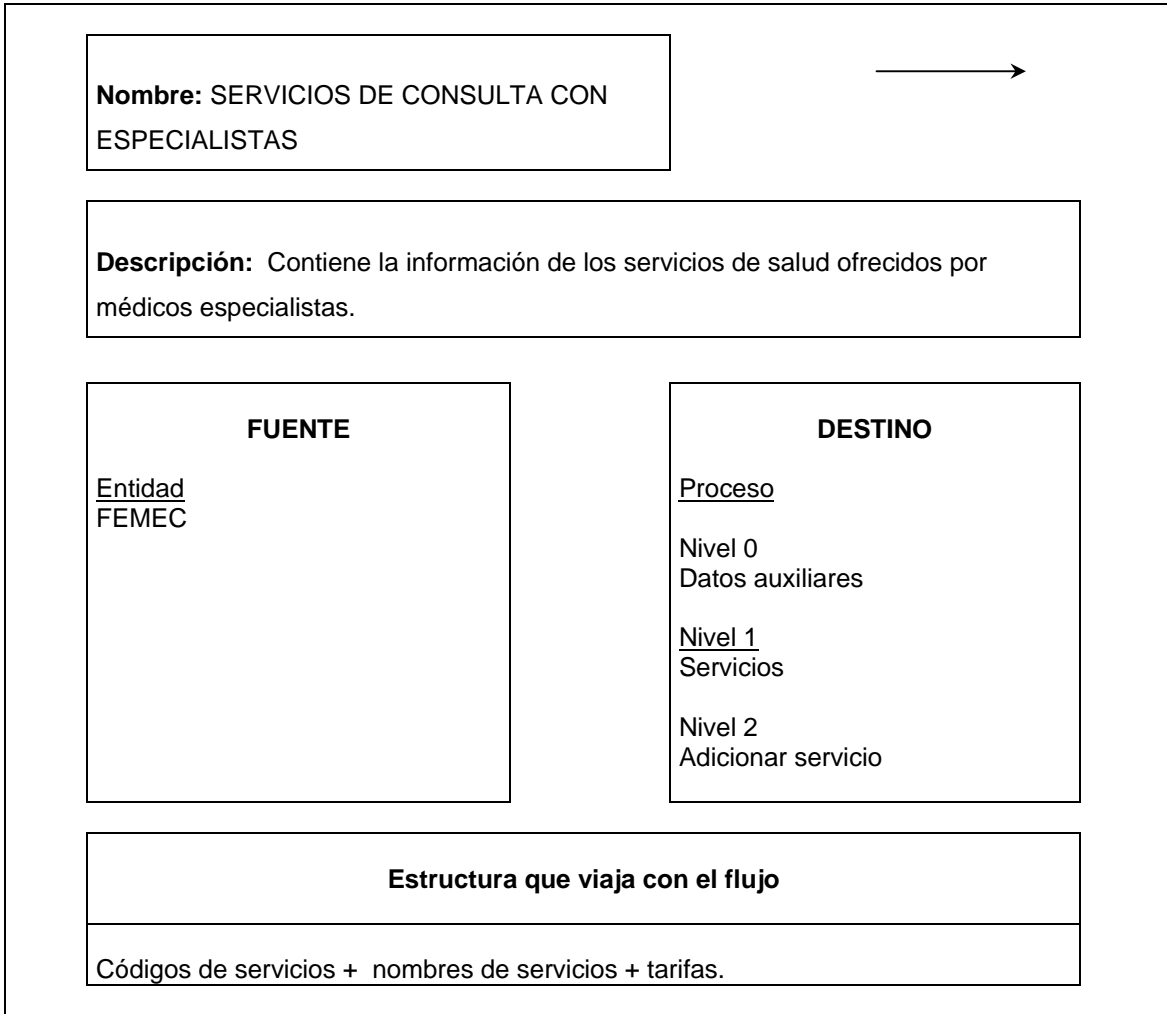 Nombre: SERVICIOS DE CONSULTA CON
ESPECIALISTAS
Descripción: Contiene la información de los servicios de salud ofrecidos por
médicos especialistas.
FUENTE
Entidad
FEMEC
DESTINO
Proceso
Nivel 0
Datos auxiliares
Nivel 1
Servicios
Nivel 2
Adicionar servicio
Estructura que viaja con el flujo
Códigos de servicios + nombres de servicios + tarifas.